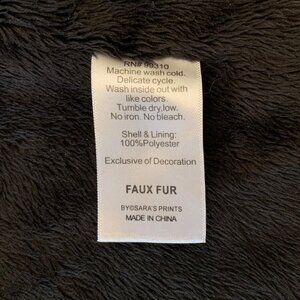 RN# 99310
Machine wash cold.
Delicate cycle.
Wash inside out with
like colors.
Tumble dry,low.
No iron. No bleach.
Shell & Lining:
100%Polyester
Exclusive of Decoration
FAUX FUR
BY©SARA'S PRINTS
MADE IN CHINA